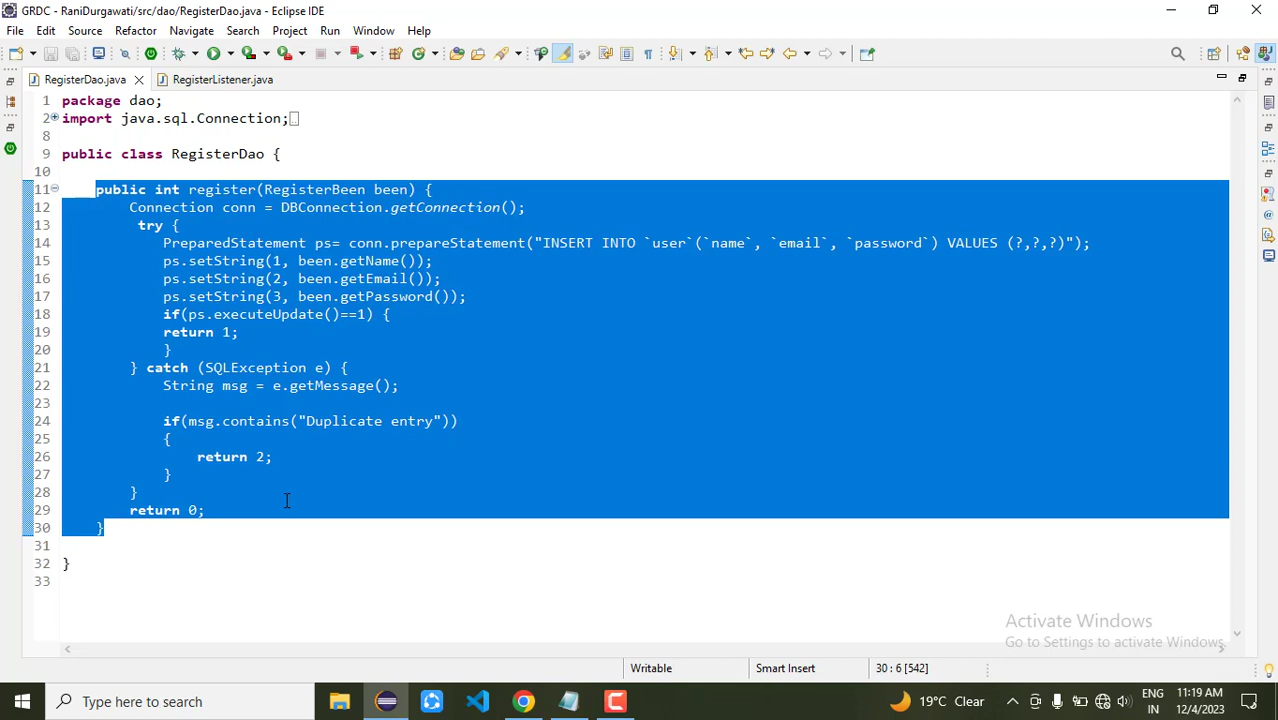 GRDC - RaniDurgawati/src/dao/RegisterDao.java - Eclipse IDE
File Edit Source Refactor Navigate Search Project Run Window Help
RegisterDao.java RegisterListener.java
1 package dao;
2 import java.sql.Connection;
8
9 public class RegisterDao {
10
11 public int register(RegisterBeen been) {
12 Connection conn = DBConnection.getConnection();
13 try {
14 PreparedStatement ps= conn.prepareStatement("INSERT INTO `user`(`name`, `email`, `password`) VALUES (?,?,?)");
15 ps.setString(1, been.getName());
16 ps.setString(2, been.getEmail());
17 ps.setString(3, been.getPassword());
18 if(ps.executeUpdate()==1) {
19 return 1;
20 }
21 } catch (SQLException e) {
22 String msg = e.getMessage();
23
24 if(msg.contains("Duplicate entry"))
25 {
26 return 2;
27 }
28 }
29 return 0;
30 }
31
32 }
33
Activate Windows
Go to Settings to activate Windows.
Writable Smart Insert 30 : 6 [542]
Type here to search 19°C Clear ENG IN 11:19 AM 12/4/2023